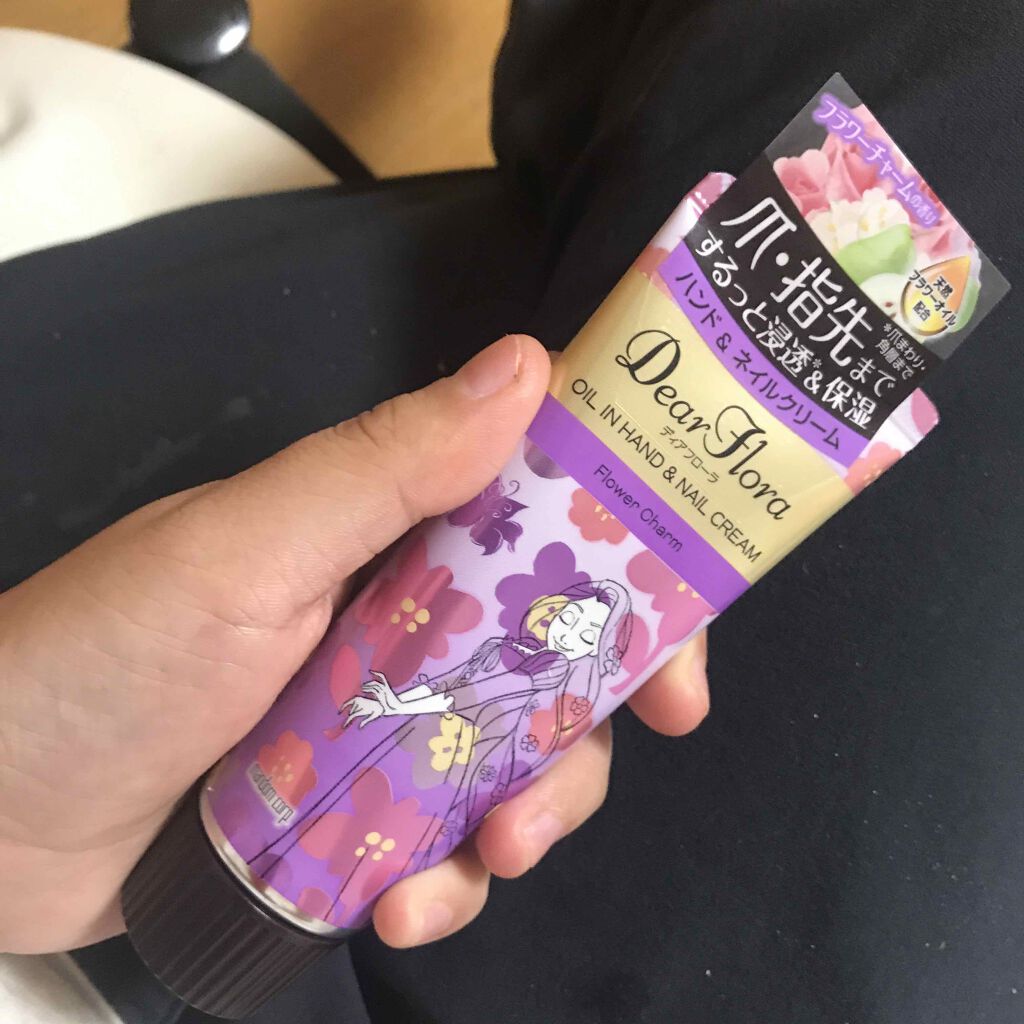 フラワーチャームの香り
爪・指先まで
するっと浸透*&保湿
*爪まわり・
角層まで
天然
フラワーオイル
配合
ハンド & ネイルクリーム
Dear Flora
ディアフローラ
OIL IN HAND & NAIL CREAM
Flower Charm
mandom corp